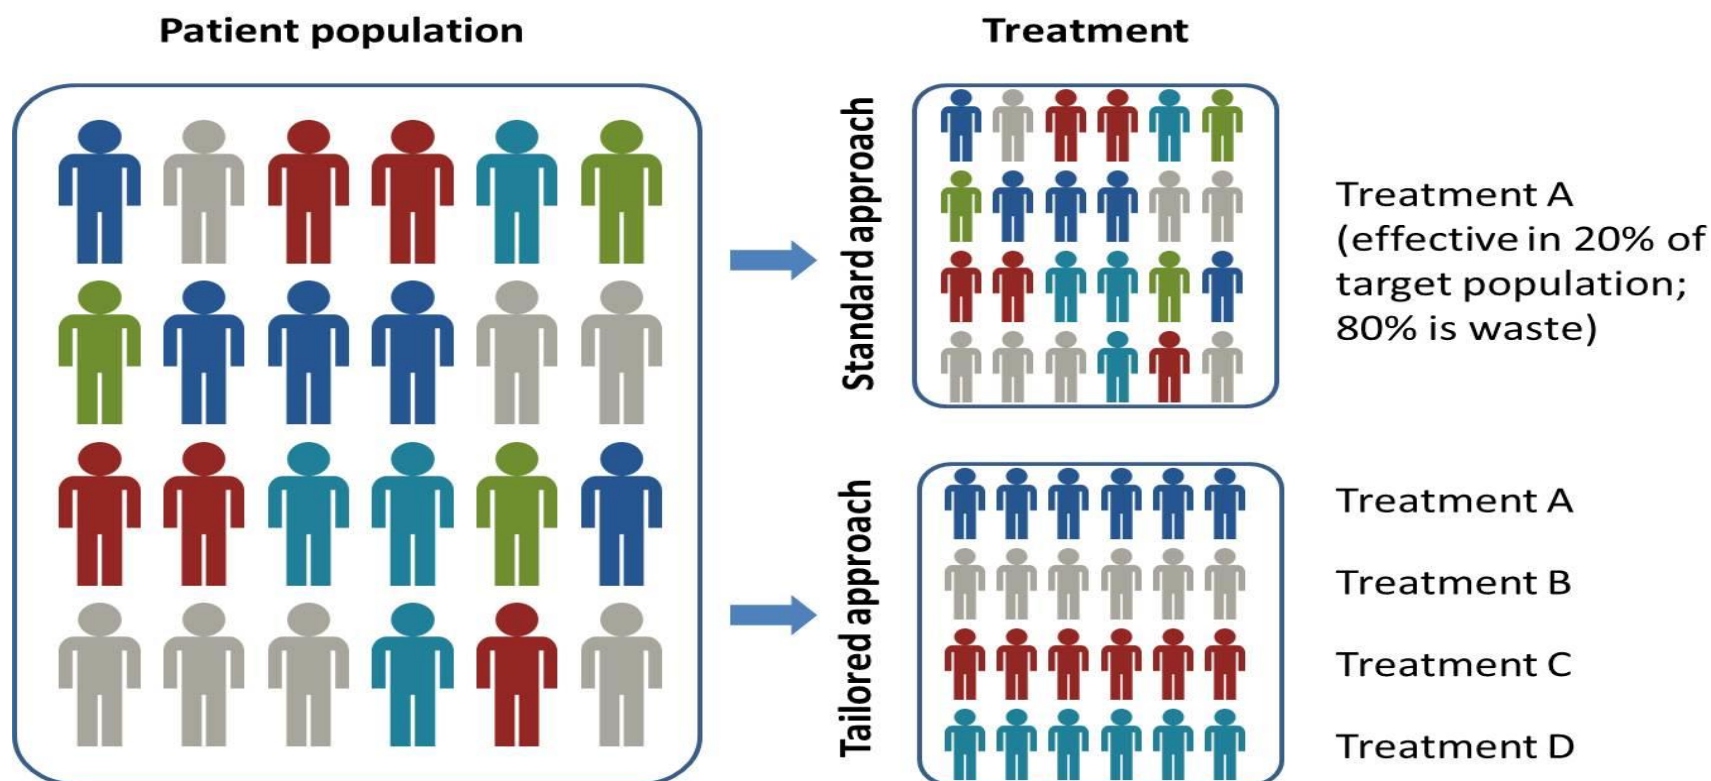 Patient population
Treatment
Standard approach
Treatment A
(effective in 20% of
target population;
80% is waste)
Tailored approach
Treatment A
Treatment B
Treatment C
Treatment D